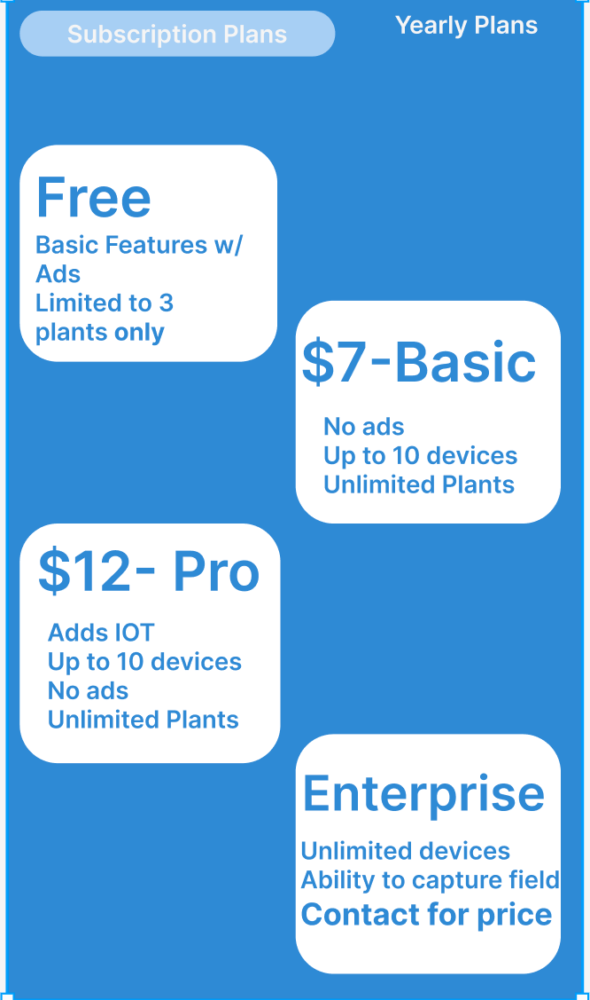 Subscription Plans
Yearly Plans
Free
Basic Features w/
Ads
Limited to 3
plants only
$7-Basic
No ads
Up to 10 devices
Unlimited Plants
$12- Pro
Adds IOT
Up to 10 devices
No ads
Unlimited Plants
Enterprise
Unlimited devices
Ability to capture field
Contact for price